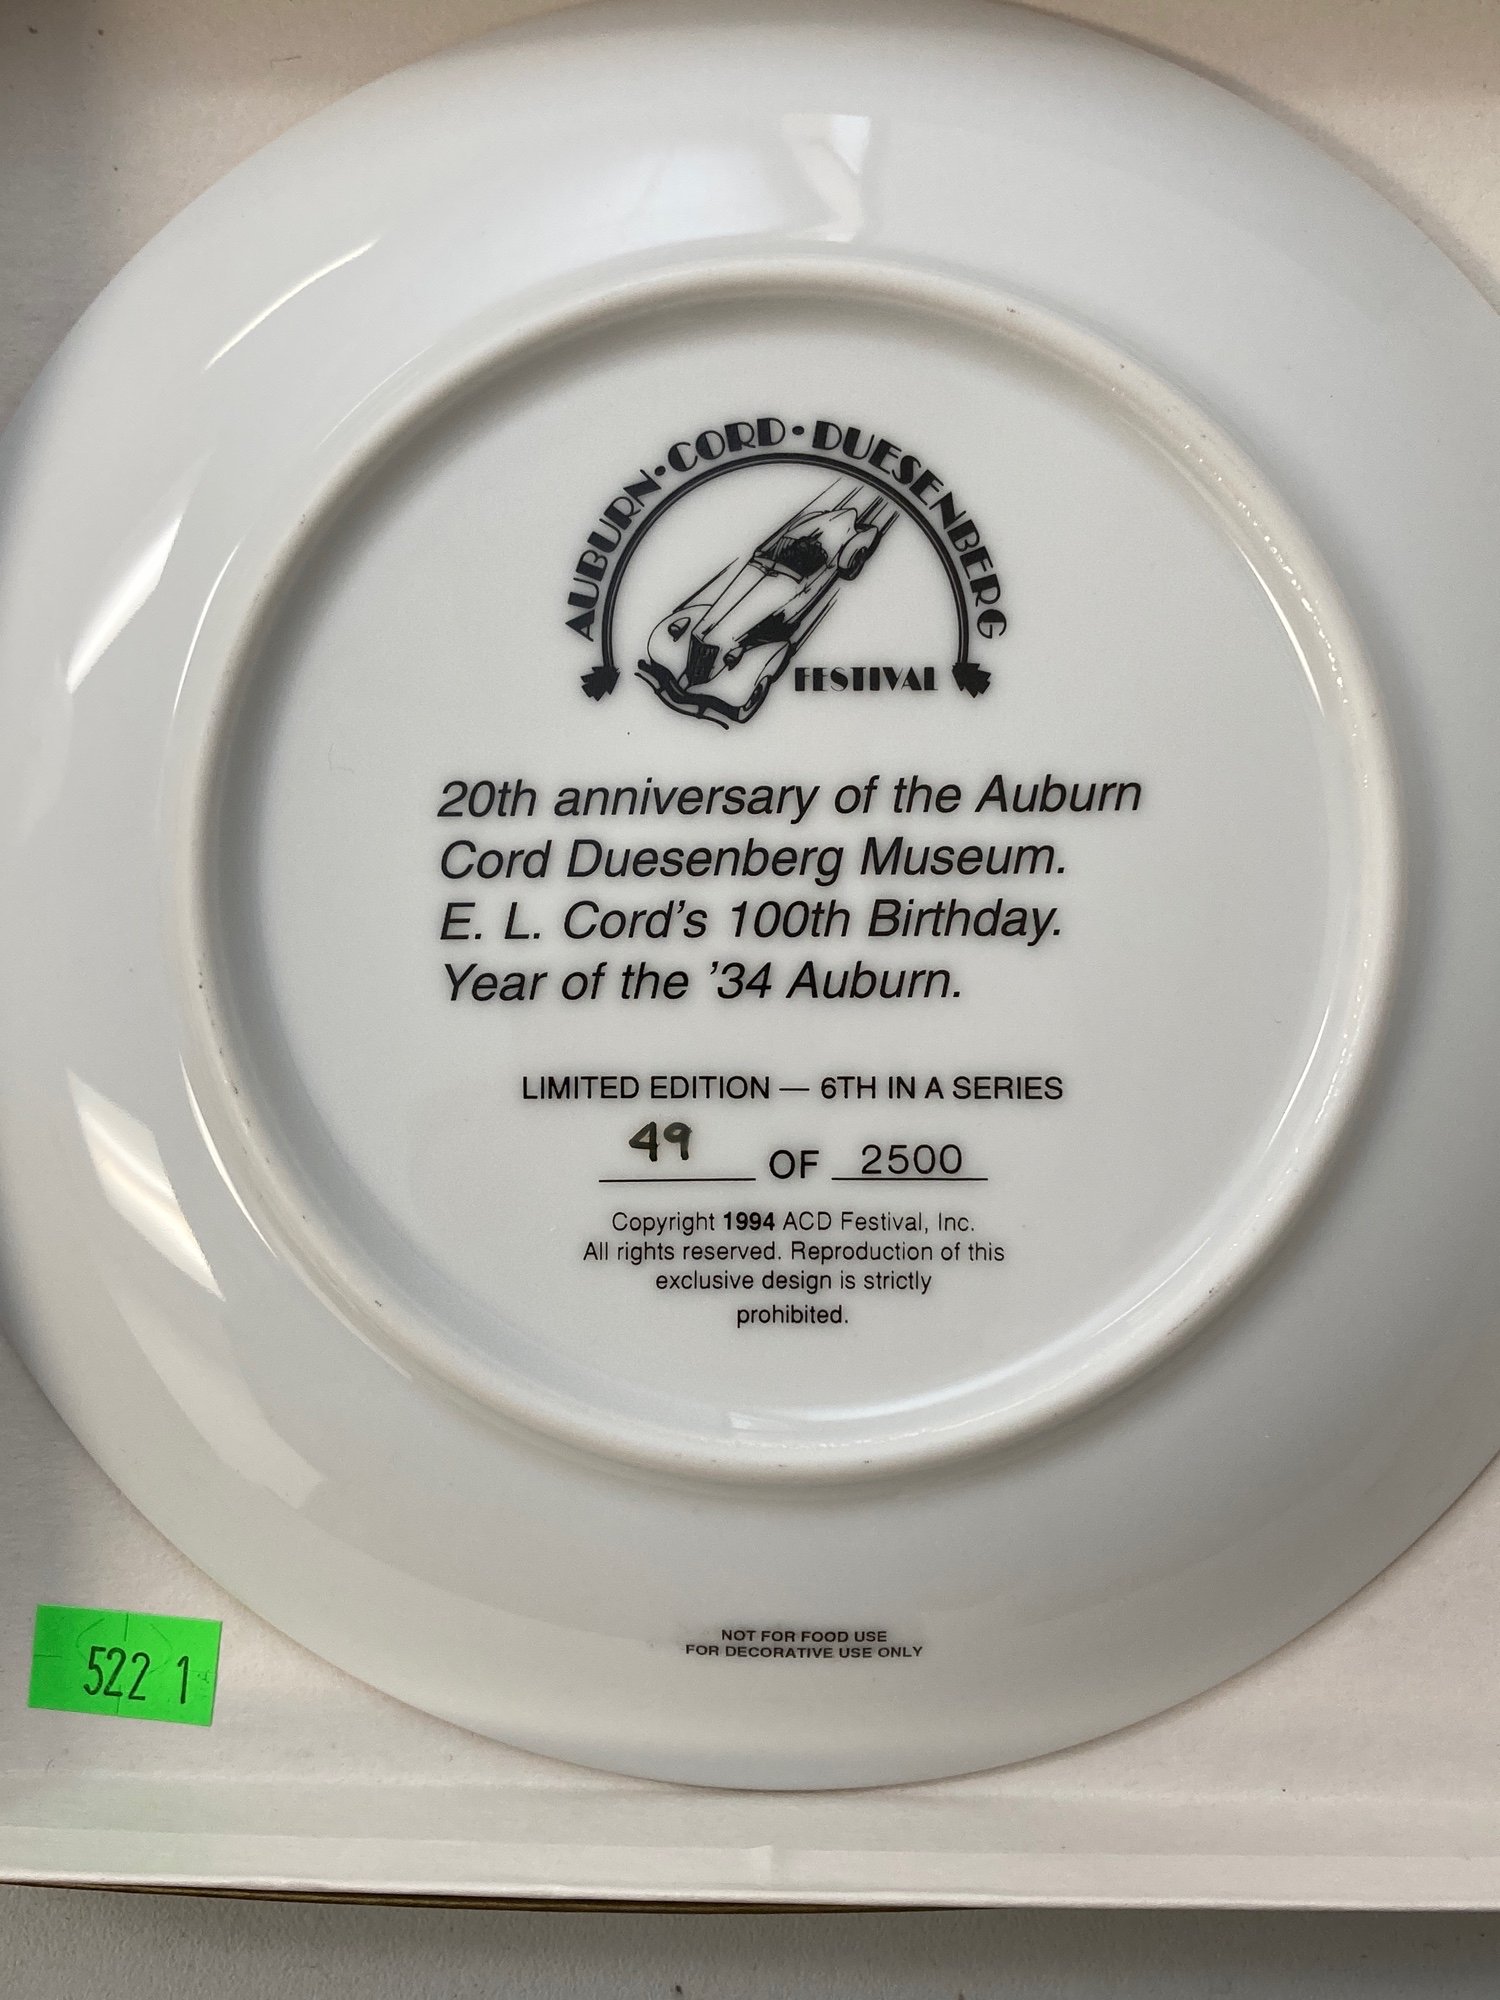 AUBURN • CORD • DUESENBERG
FESTIVAL
20th anniversary of the Auburn
Cord Duesenberg Museum.
E. L. Cord's 100th Birthday.
Year of the '34 Auburn.
LIMITED EDITION — 6TH IN A SERIES
49 OF 2500
Copyright 1994 ACD Festival, Inc.
All rights reserved. Reproduction of this
exclusive design is strictly
prohibited.
NOT FOR FOOD USE
FOR DECORATIVE USE ONLY
522 1